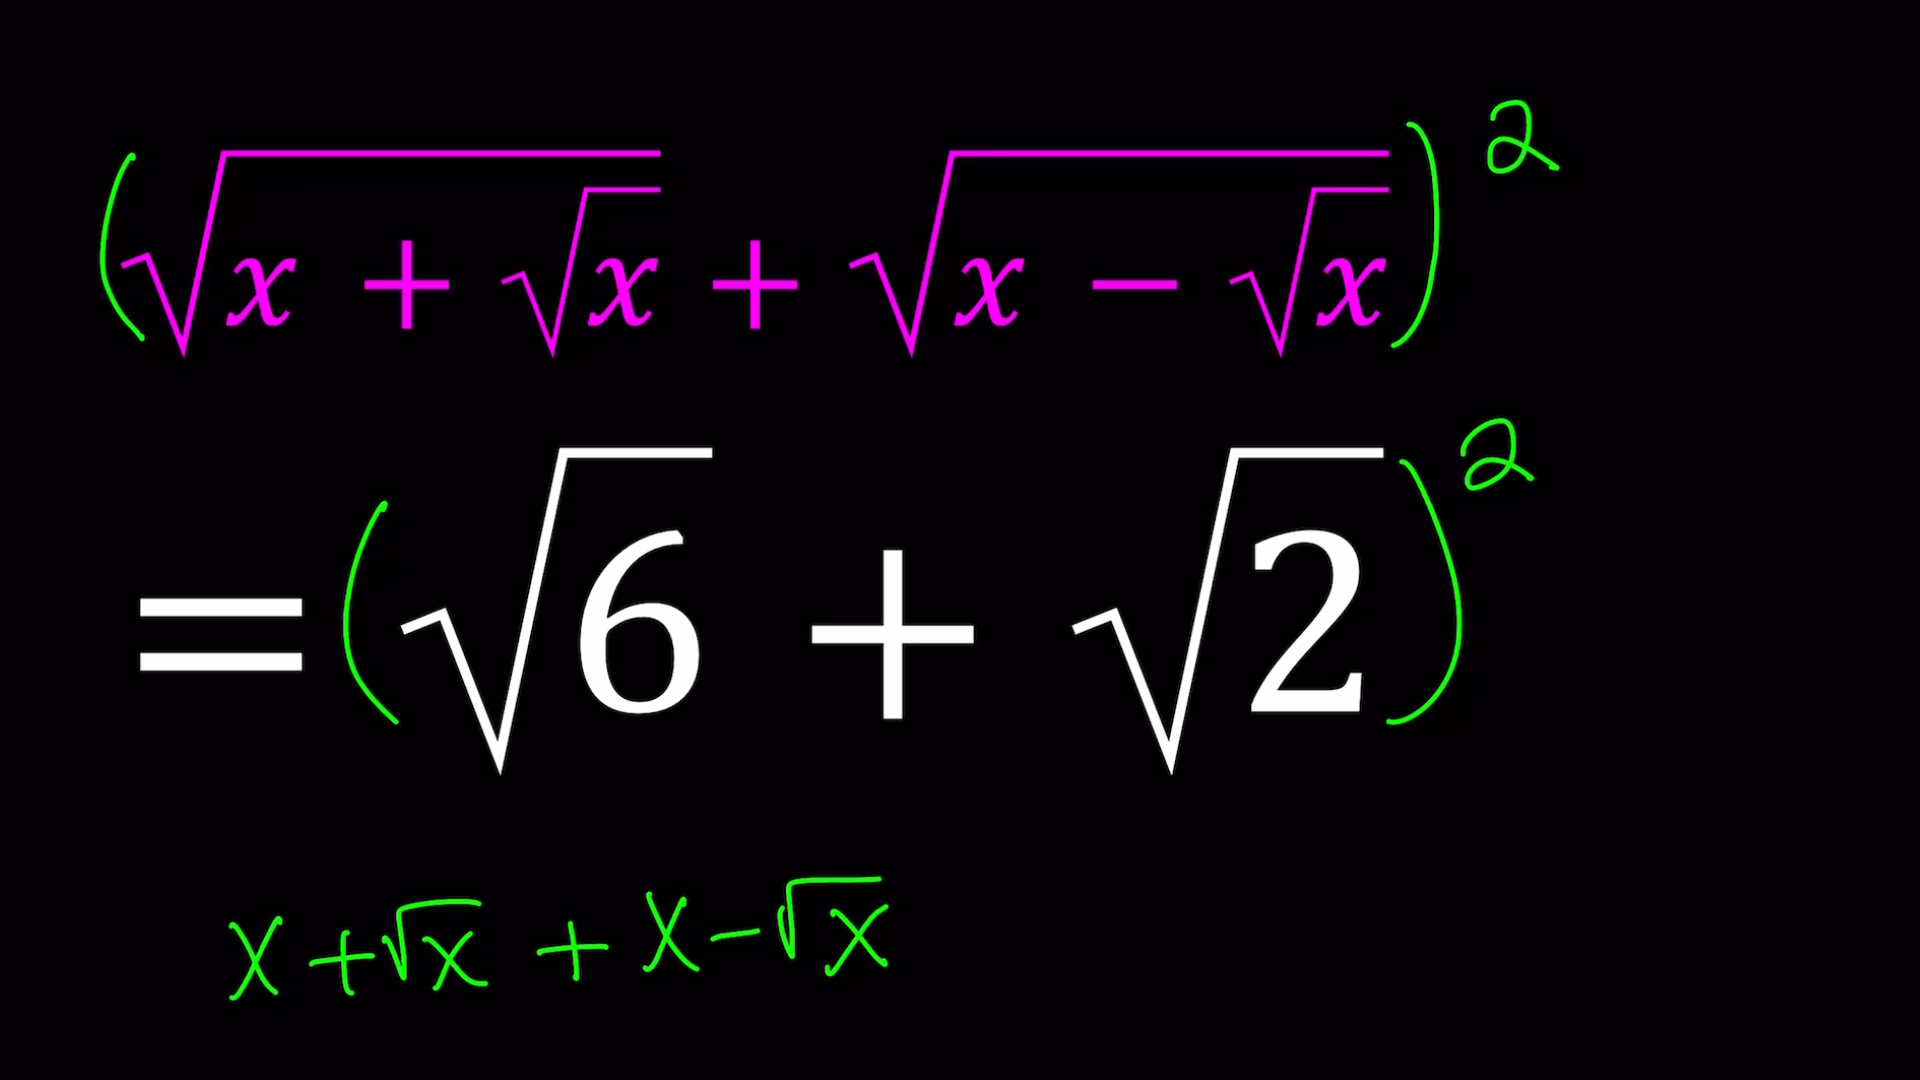 (√(x + √x) + √(x − √x))²
= (√6 + √2)²
x + √x + x − √x